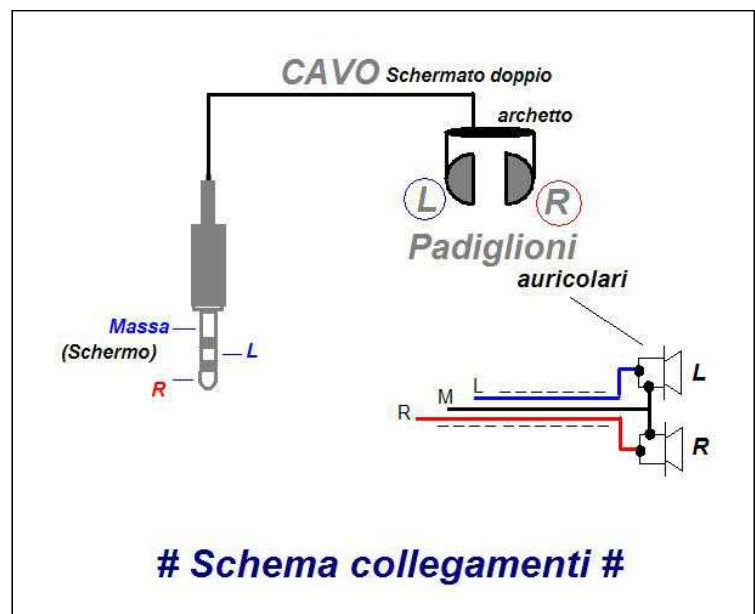 CAVO Schermato doppio
archetto
L R
Padiglioni
auricolari
Massa
(Schermo) L
R
L
L
M
R
R
# Schema collegamenti #